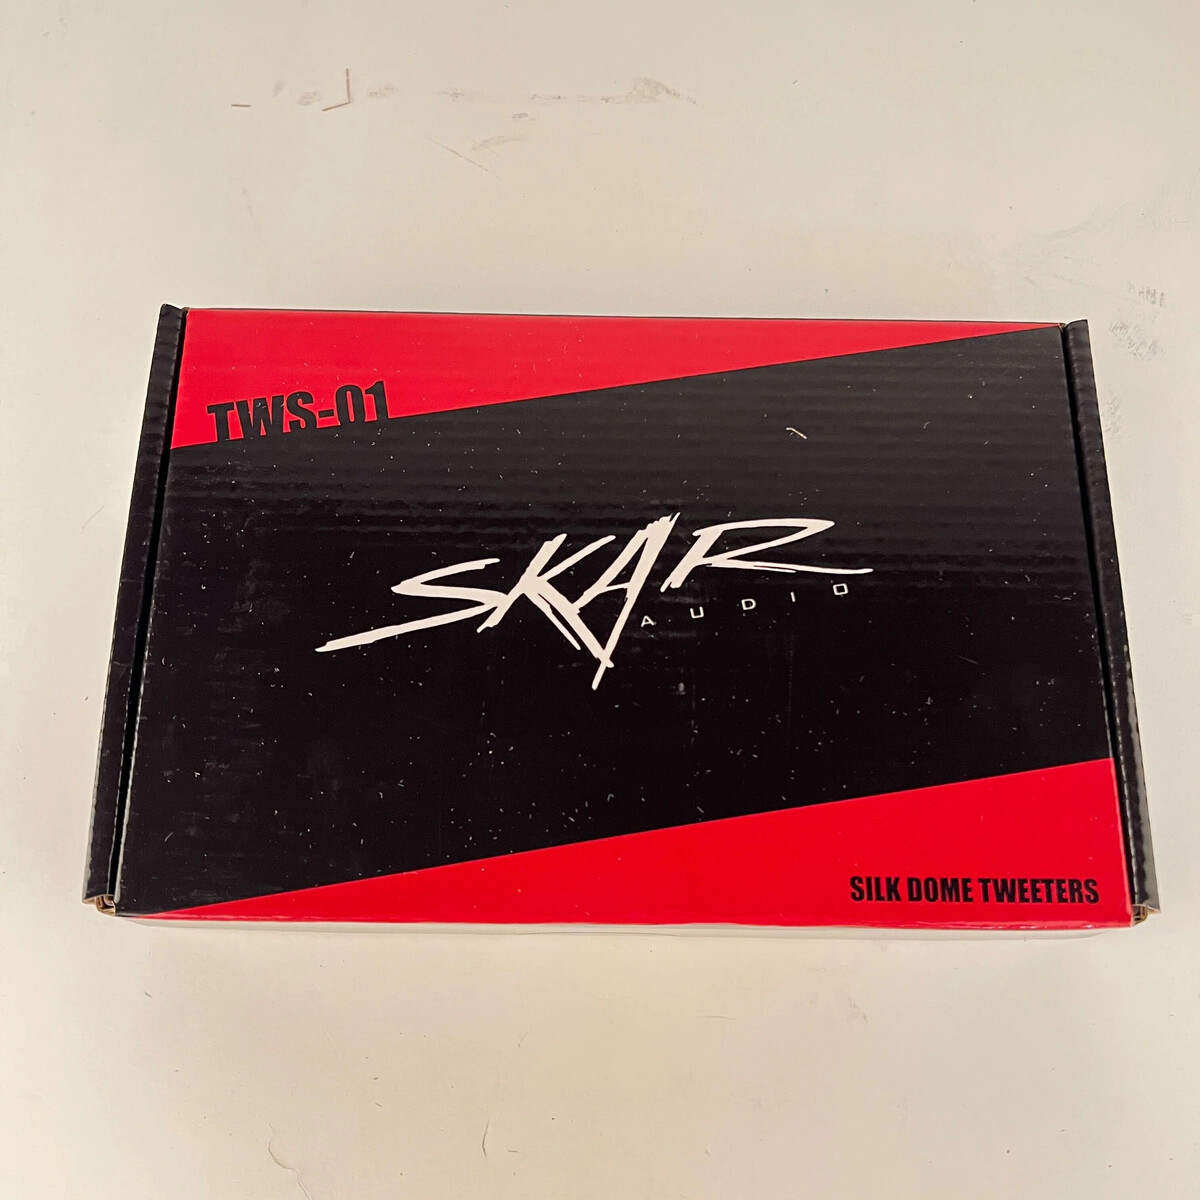 TWS-01
SKAR
AUDIO
SILK DOME TWEETERS